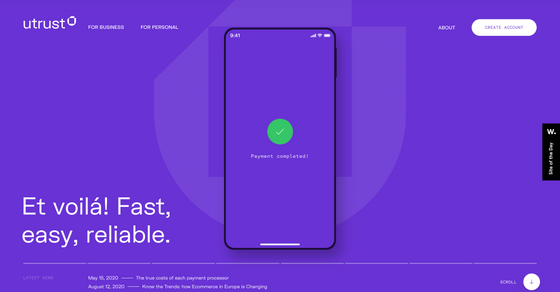 utrust
FOR BUSINESS
FOR PERSONAL
ABOUT
CREATE ACCOUNT
9:41
Payment completed!
W.
Site of the Day
Et voilá! Fast,
easy, reliable.
LATEST NEWS
May 15, 2020 —— The true costs of each payment processor
August 12, 2020 —— Know the Trends: how Ecommerce in Europe is Changing
SCROLL